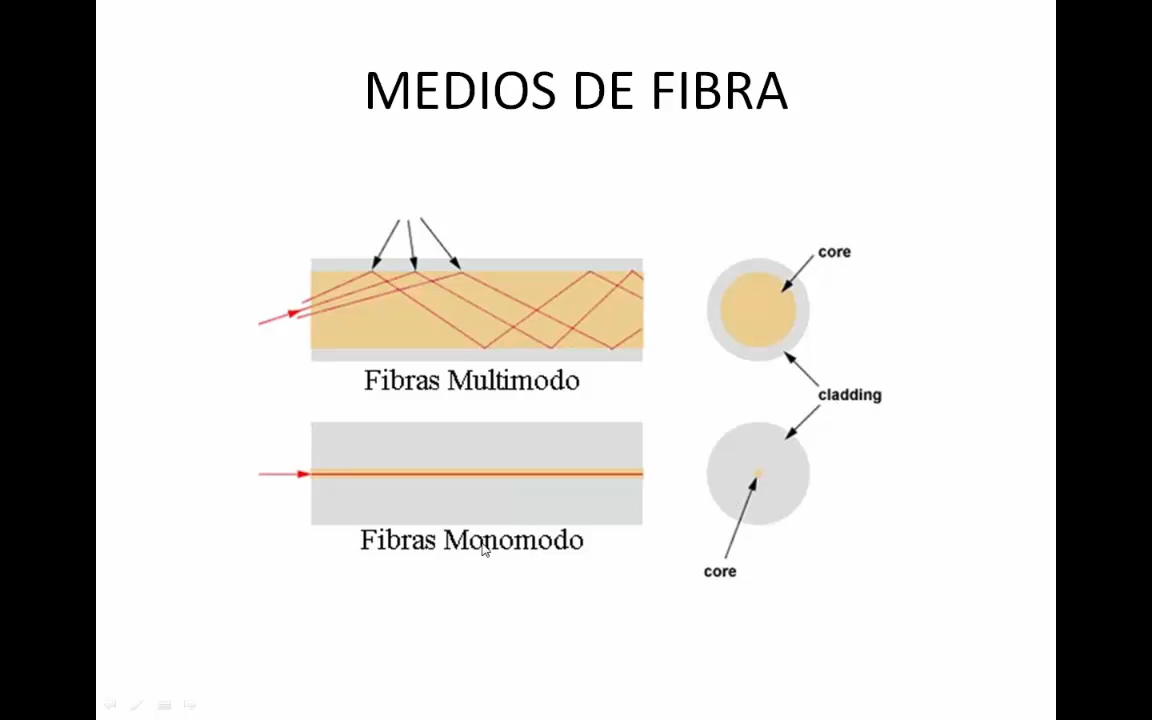 MEDIOS DE FIBRA
core
Fibras Multimodo
cladding
Fibras Monomodo
core